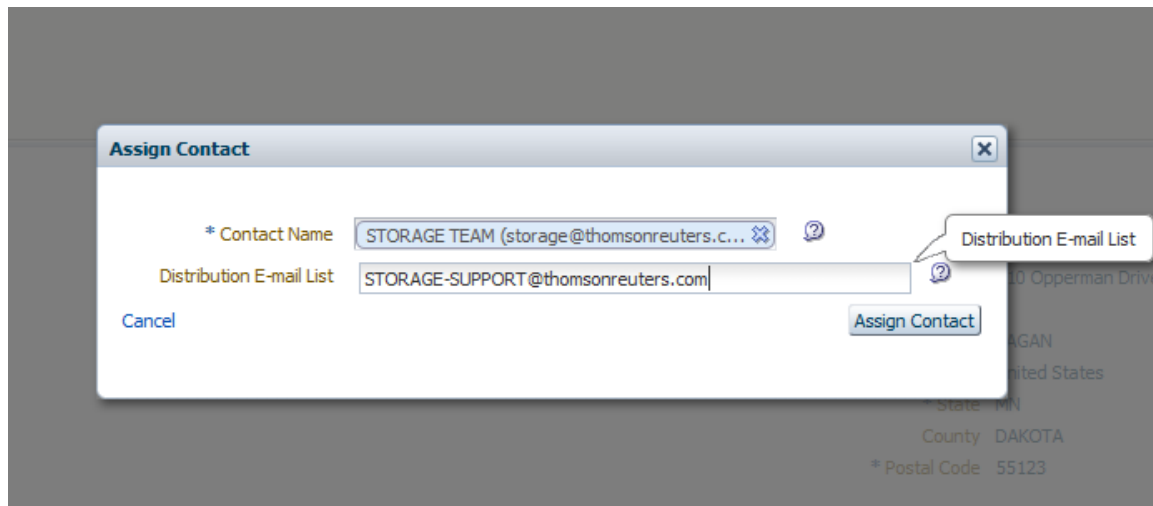 Assign Contact
* Contact Name STORAGE TEAM (storage@thomsonreuters.c...
Distribution E-mail List
Distribution E-mail List STORAGE-SUPPORT@thomsonreuters.com
10 Opperman Drive
Cancel Assign Contact
AGAN
nited States
* State MN
County DAKOTA
* Postal Code 55123